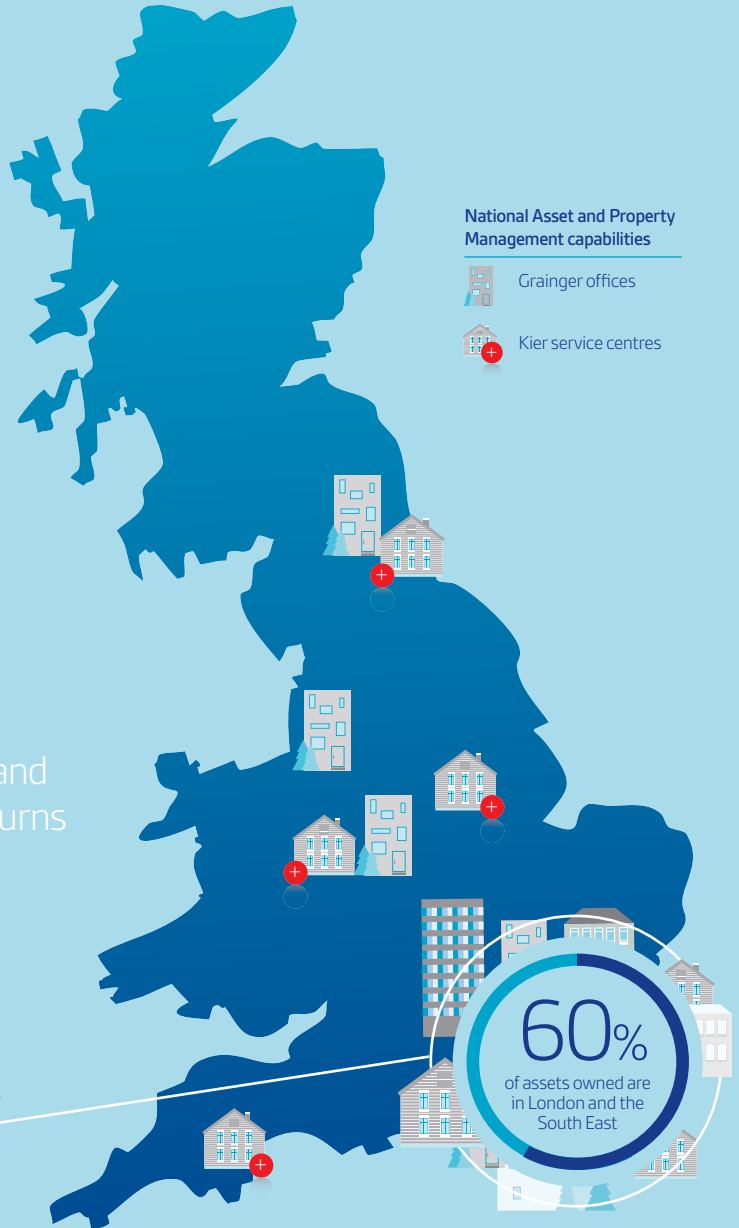 National Asset and Property
Management capabilities
Grainger offices
Kier service centres
and
urns
60%
of assets owned are
in London and the
South East